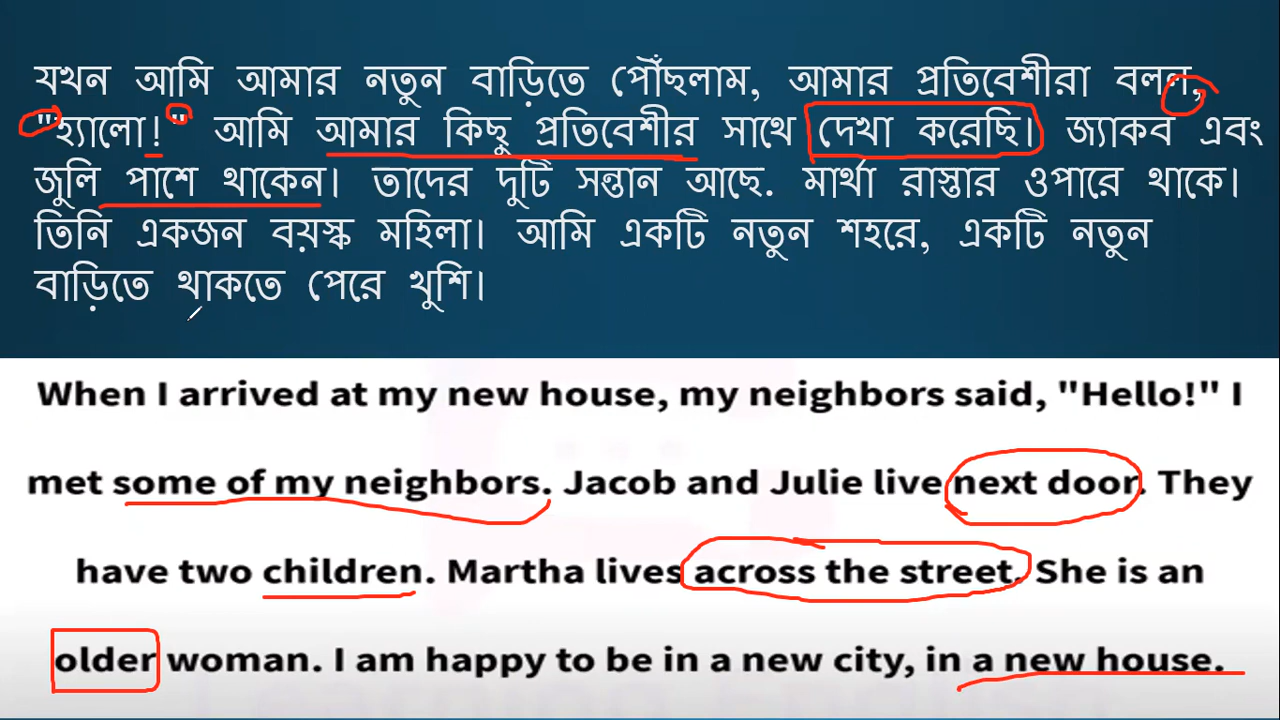 যখন আমি আমার নতুন বাড়িতে পৌঁছলাম, আমার প্রতিবেশীরা বলল,
"হ্যালো!" আমি আমার কিছু প্রতিবেশীর সাথে দেখা করেছি। জ্যাকব এবং
জুলি পাশে থাকেন। তাদের দুটি সন্তান আছে. মার্থা রাস্তার ওপারে থাকে।
তিনি একজন বয়স্ক মহিলা। আমি একটি নতুন শহরে, একটি নতুন
বাড়িতে থাকতে পেরে খুশি।
When I arrived at my new house, my neighbors said, "Hello!" I
met some of my neighbors. Jacob and Julie live next door. They
have two children. Martha lives across the street. She is an
older woman. I am happy to be in a new city, in a new house.